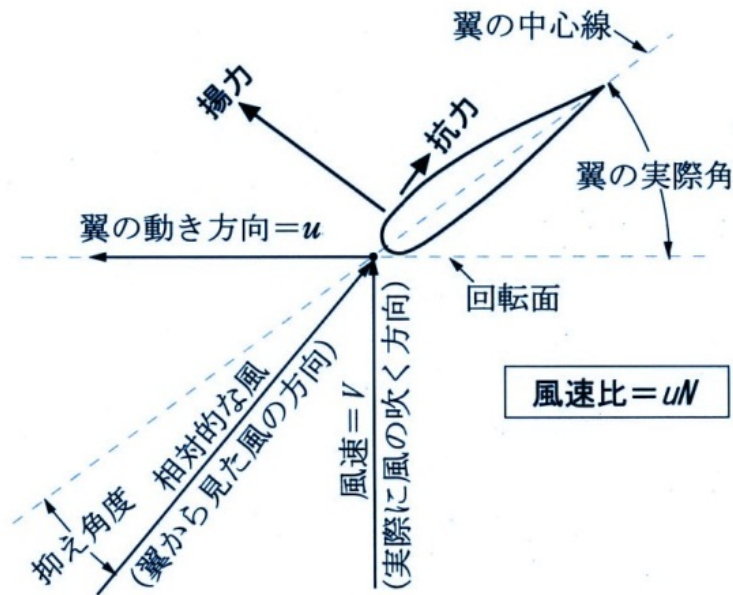 翼の中心線
揚力
抗力
翼の実際角
翼の動き方向=u
回転面
相対的な風
(翼から見た風の方向)
風速=V
(実際に風の吹く方向)
風速比=uN
抑え角度